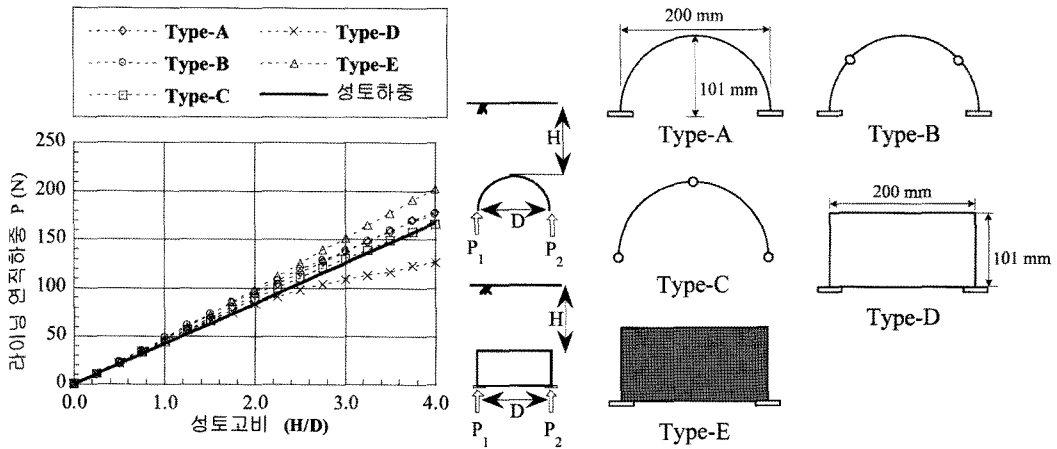 Type-A
Type-B
Type-C
Type-D
Type-E
성토하중
라이닝 연직하중 P (N)
250
200
150
100
50
0
0.0 1.0 2.0 3.0 4.0
성토고비 (H/D)
H
D
P1 P2
H
D
P1 P2
200 mm
101 mm
Type-A
Type-B
Type-C
200 mm
101 mm
Type-D
Type-E